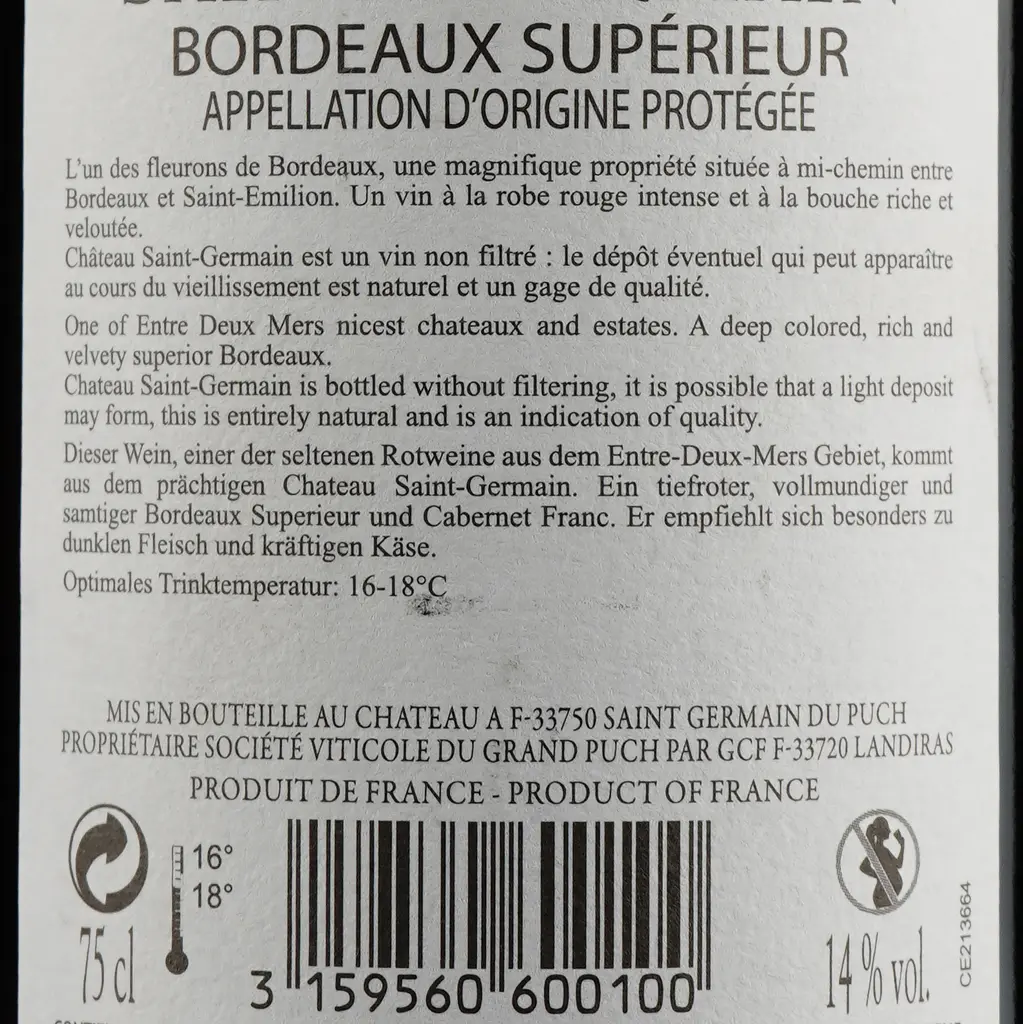 BORDEAUX SUPÉRIEUR
APPELLATION D'ORIGINE PROTÉGÉE
L'un des fleurons de Bordeaux, une magnifique propriété située à mi-chemin entre
Bordeaux et Saint-Emilion. Un vin à la robe rouge intense et à la bouche riche et
veloutée.
Château Saint-Germain est un vin non filtré : le dépôt éventuel qui peut apparaître
au cours du vieillissement est naturel et un gage de qualité.
One of Entre Deux Mers nicest chateaux and estates. A deep colored, rich and
velvety superior Bordeaux.
Chateau Saint-Germain is bottled without filtering, it is possible that a light deposit
may form, this is entirely natural and is an indication of quality.
Dieser Wein, einer der seltenen Rotweine aus dem Entre-Deux-Mers Gebiet, kommt
aus dem prächtigen Chateau Saint-Germain. Ein tiefroter, vollmundiger und
samtiger Bordeaux Superieur und Cabernet Franc. Er empfiehlt sich besonders zu
dunklen Fleisch und kräftigen Käse.
Optimales Trinktemperatur: 16-18°C
MIS EN BOUTEILLE AU CHATEAU A F-33750 SAINT GERMAIN DU PUCH
PROPRIÉTAIRE SOCIÉTÉ VITICOLE DU GRAND PUCH PAR GCF F-33720 LANDIRAS
PRODUIT DE FRANCE - PRODUCT OF FRANCE
16°
18°
75 cl
3 159560 600100
14 % vol.
CE213664